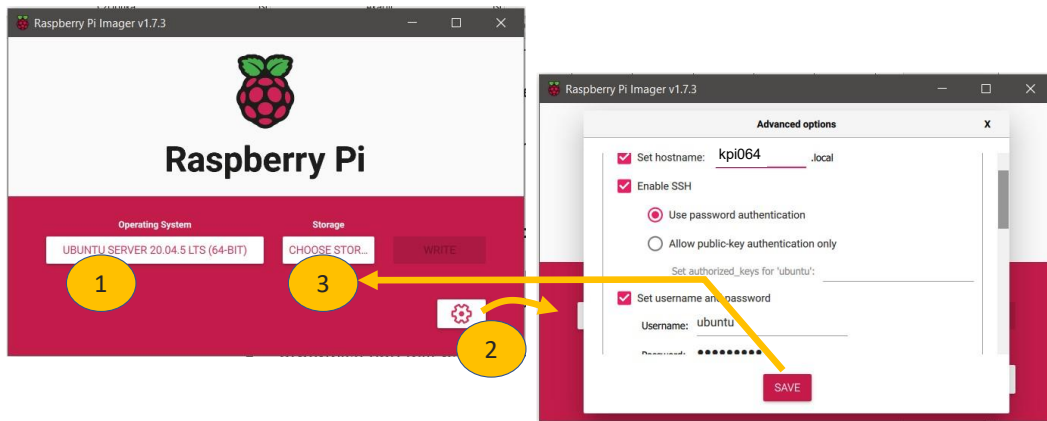 Raspberry Pi Imager v1.7.3
Raspberry Pi
Operating System
Storage
UBUNTU SERVER 20.04.5 LTS (64-BIT)
CHOOSE STOR...
WRITE
1
3
2
Raspberry Pi Imager v1.7.3
Advanced options
X
Set hostname: kpi064 .local
Enable SSH
Use password authentication
Allow public-key authentication only
Set authorized_keys for 'ubuntu':
Set username and password
Username: ubuntu
Password: ●●●●●●●●●
SAVE